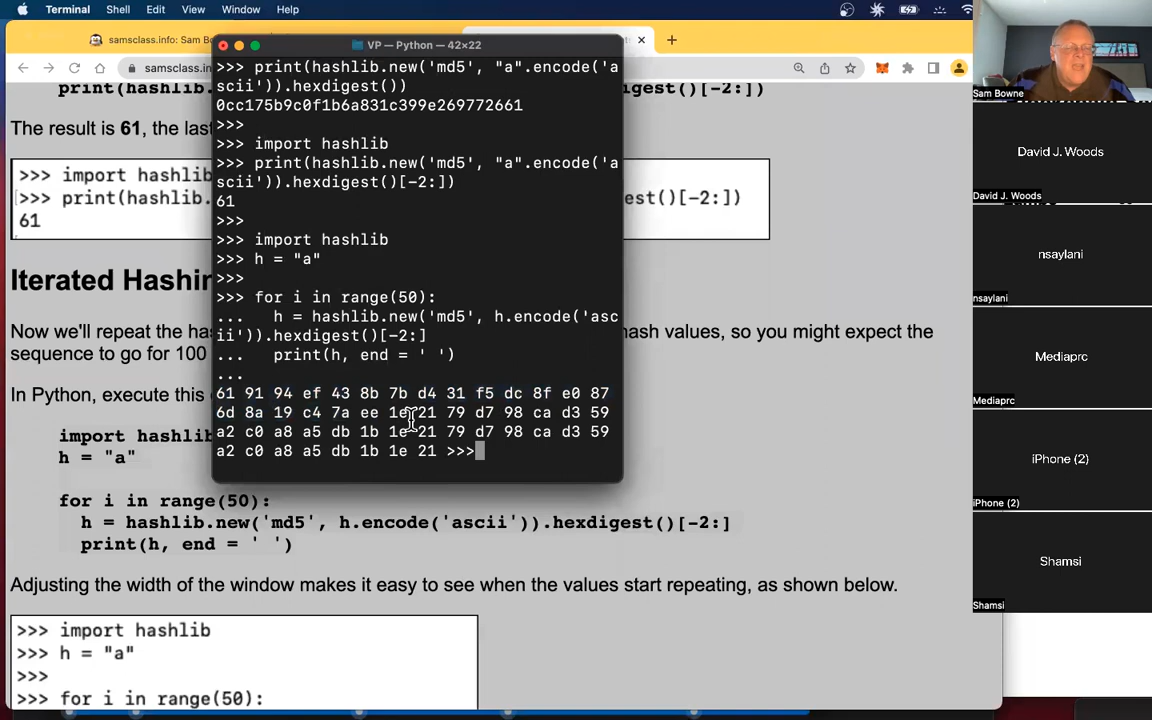 Terminal Shell Edit View Window Help
samsclass.info: Sam Bo
VP — Python — 42×22
samsc
print(hashlib.n
est()[-2:])
The result is 61, the las
>>> import hashlib
>>> print(hashlib.
est()[-2:])
61
Iterated Hashin
Now we'll repeat the ha
hash values, so you might expect the
sequence to go for 100
In Python, execute this
import hashlib
h = "a"
for i in range(50):
h = hashlib.new('md5', h.encode('ascii')).hexdigest()[-2:]
print(h, end = ' ')
Adjusting the width of the window makes it easy to see when the values start repeating, as shown below.
>>> import hashlib
>>> h = "a"
>>>
>>> for i in range(50):
>>> print(hashlib.new('md5', "a".encode('a
scii')).hexdigest())
0cc175b9c0f1b6a831c399e269772661
>>>
>>> import hashlib
>>> print(hashlib.new('md5', "a".encode('a
scii')).hexdigest()[-2:])
61
>>>
>>> import hashlib
>>> h = "a"
>>>
>>> for i in range(50):
... h = hashlib.new('md5', h.encode('asc
ii')).hexdigest()[-2:]
... print(h, end = ' ')
...
61 91 94 ef 43 8b 7b d4 31 f5 dc 8f e0 87
6d 8a 19 c4 7a ee 1e 21 79 d7 98 ca d3 59
a2 c0 a8 a5 db 1b 1e 21 79 d7 98 ca d3 59
a2 c0 a8 a5 db 1b 1e 21 >>>
Sam Bowne
David J. Woods
David J. Woods
nsaylani
nsaylani
Mediaprc
Mediaprc
iPhone (2)
iPhone (2)
Shamsi
Shamsi